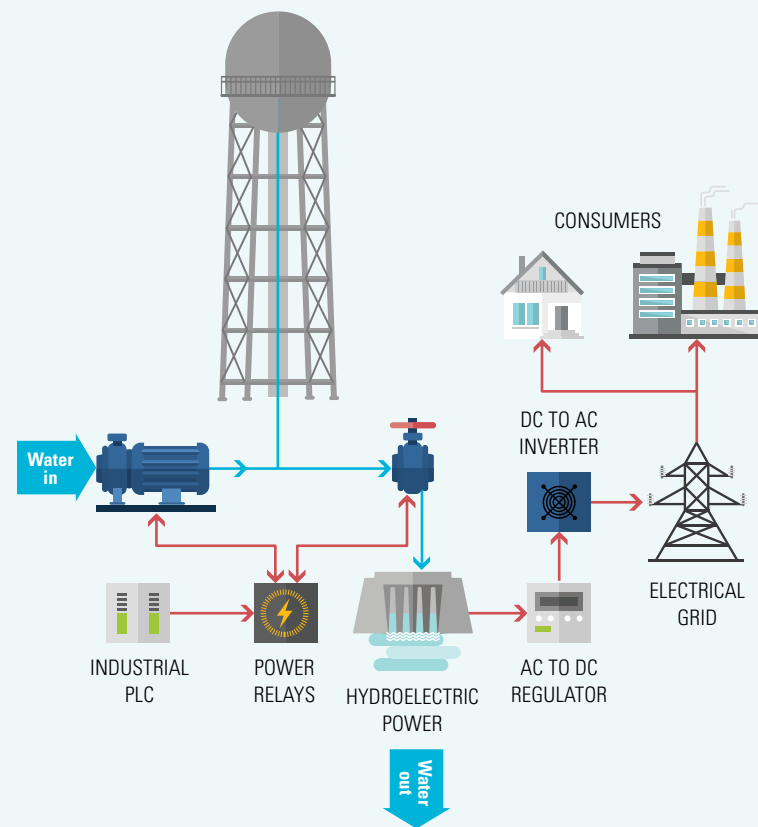 CONSUMERS
DC TO AC
INVERTER
Water
in
ELECTRICAL
GRID
INDUSTRIAL
PLC
POWER
RELAYS
HYDROELECTRIC
POWER
AC TO DC
REGULATOR
Water
out